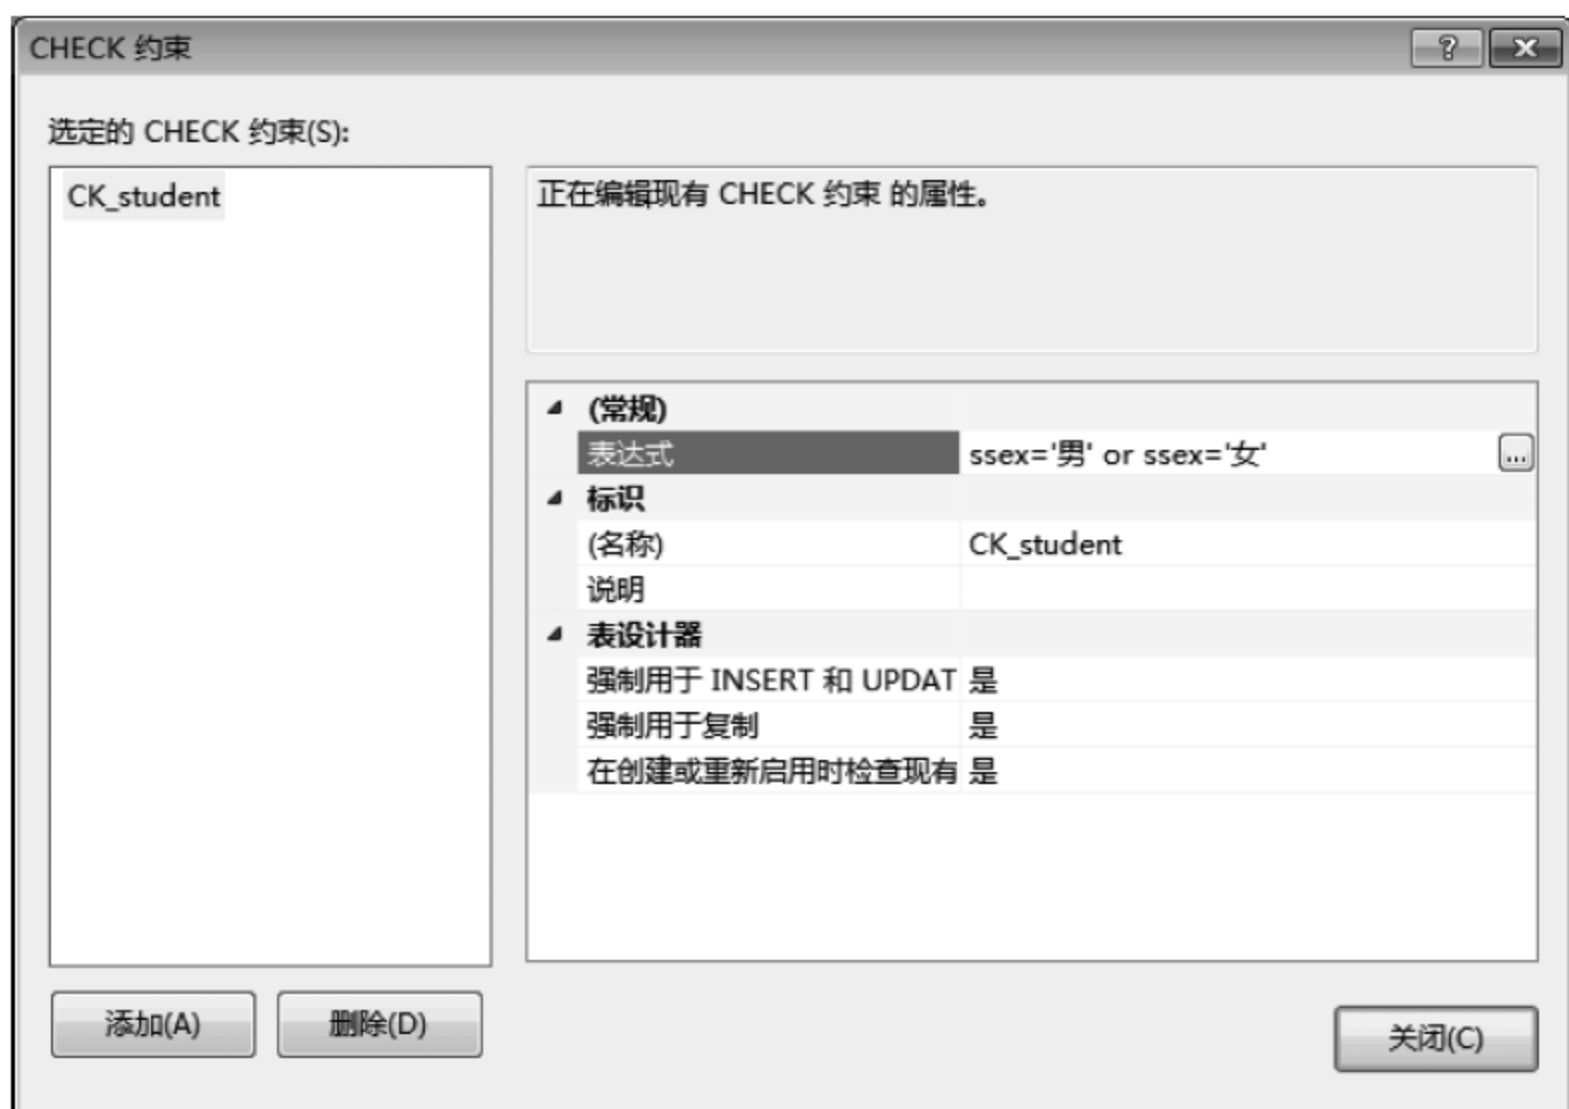 CHECK 约束
选定的 CHECK 约束(S):
CK_student
正在编辑现有 CHECK 约束 的属性。
(常规)
表达式 ssex='男' or ssex='女' ...
标识
(名称) CK_student
说明
表设计器
强制用于 INSERT 和 UPDAT 是
强制用于复制 是
在创建或重新启用时检查现有 是
添加(A) 删除(D)
关闭(C)